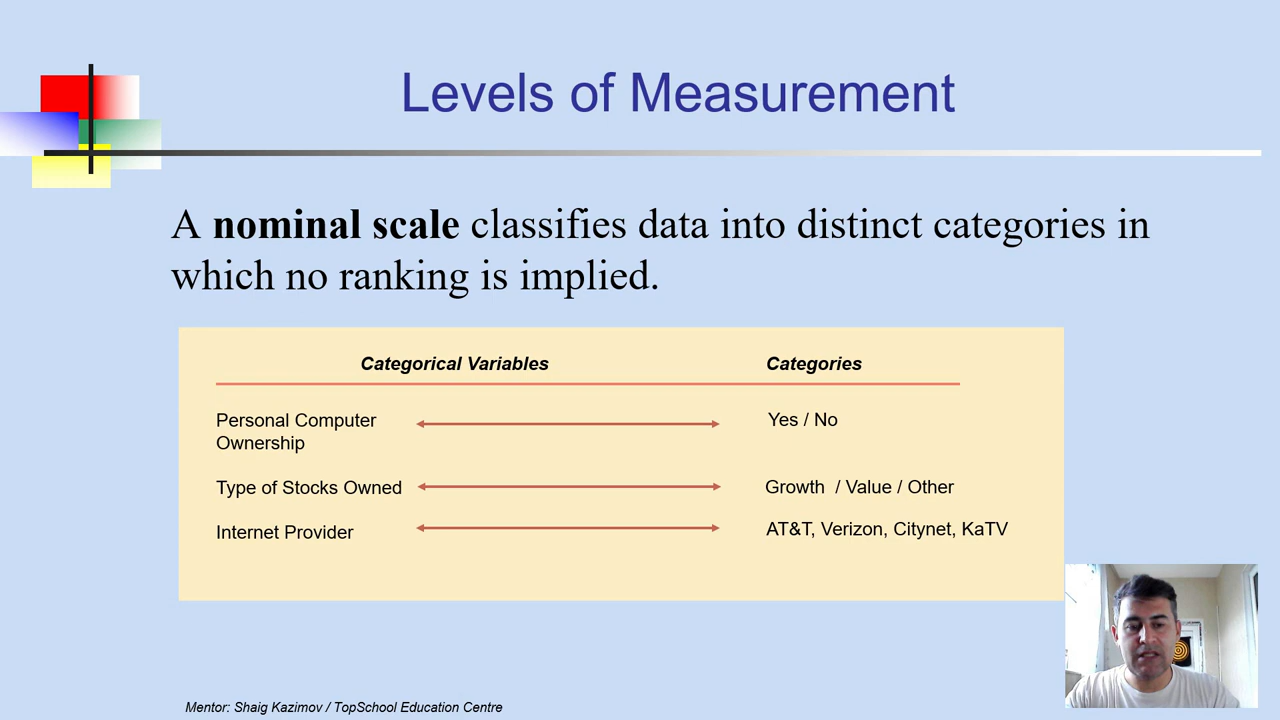 Levels of Measurement
A nominal scale classifies data into distinct categories in
which no ranking is implied.
Categorical Variables Categories
Personal Computer
Ownership
Yes / No
Type of Stocks Owned Growth / Value / Other
Internet Provider AT&T, Verizon, Citynet, KaTV
Mentor: Shaig Kazimov / TopSchool Education Centre